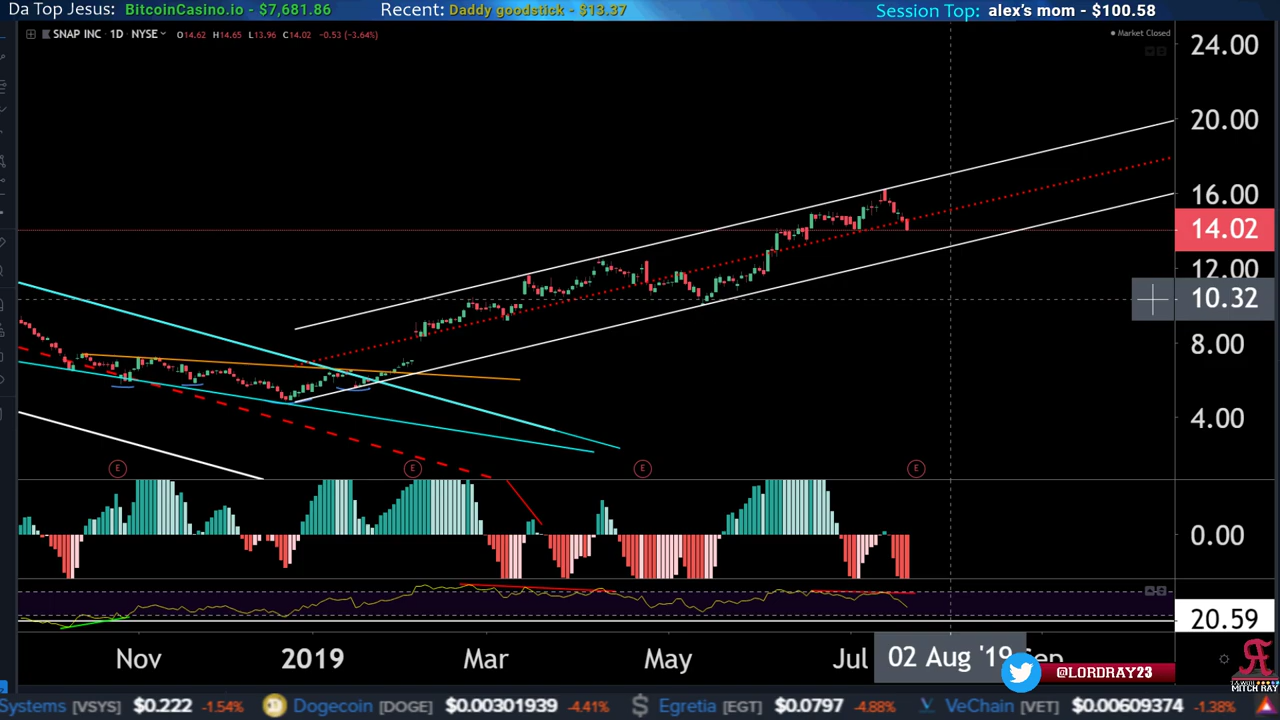 Da Top Jesus: BitcoinCasino.io - $7,681.86 Recent: Daddy goodstick - $13.37 Session Top: alex's mom - $100.58
SNAP INC · 1D · NYSE O14.62 H14.65 L13.96 C14.02 -0.53 (-3.64%) Market Closed
24.00
20.00
16.00
14.02
12.00
10.32
8.00
4.00
E E E E
0.00
20.59
Nov 2019 Mar May Jul 02 Aug '19 Sep
@LORDRAY23
MITCH RAY
Systems [VSYS] $0.222 -1.54% Dogecoin [DOGE] $0.00301939 -4.41% Egretia [EGT] $0.0797 -4.88% VeChain [VET] $0.00609374 -1.38%